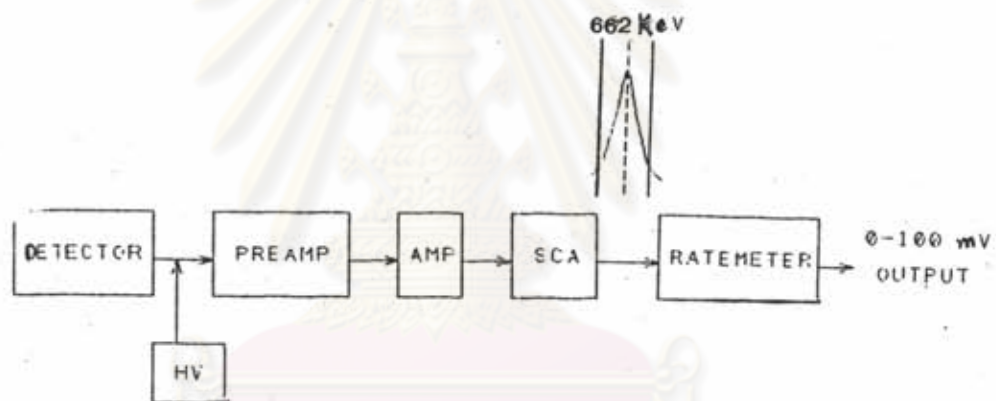 662 KeV
DETECTOR
PREAMP
AMP
SCA
RATEMETER
0-100 mV
OUTPUT
HV